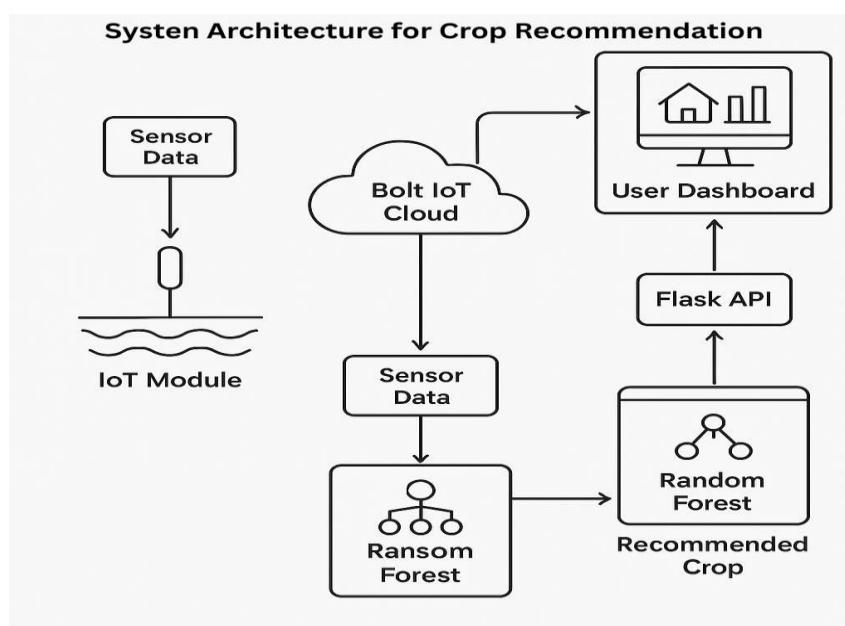 Systen Architecture for Crop Recommendation
Sensor
Data
IoT Module
Bolt IoT
Cloud
Sensor
Data
Ransom
Forest
User Dashboard
Flask API
Random
Forest
Recommended
Crop